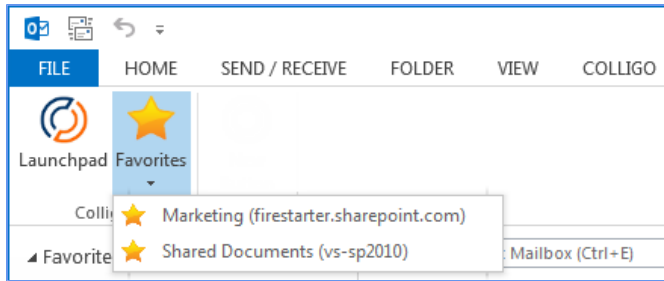 FILE HOME SEND / RECEIVE FOLDER VIEW COLLIGO
Launchpad Favorites
Colli
Marketing (firestarter.sharepoint.com)
Shared Documents (vs-sp2010)
Favorite
Mailbox (Ctrl+E)